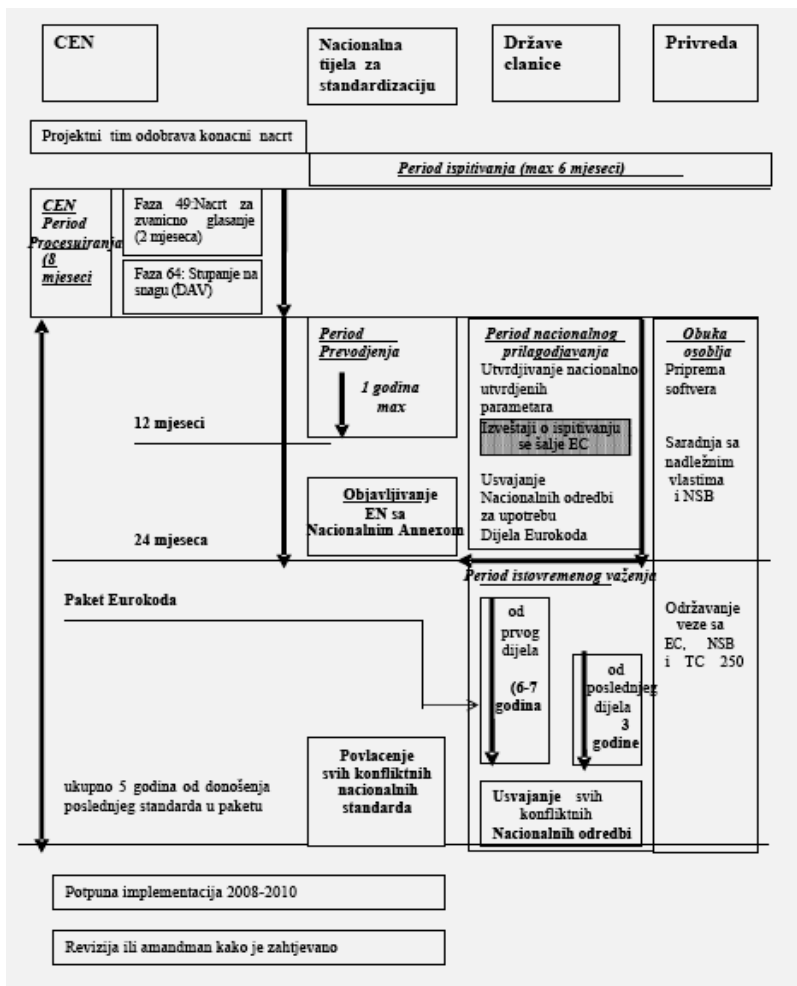 CEN
Nacionalna
tijela za
standardizaciju
Države
clanice
Privreda
Projektni tim odobrava konacni nacrt
Period ispitivanja (max 6 mjeseci)
CEN
Period
Procesuiranja
(8
mjeseci
Faza 49:Nacrt za
zvanicno glasanje
(2 mjeseca)
Faza 64: Stupanje na
snagu (DAV)
Period
Prevodjenja
1 godina
max
12 mjeseci
Objavljivanje
EN sa
Nacionalnim Annexom
24 mjeseca
Period nacionalnog
prilagodjavanja
Utvrdjivanje nacionalno
utvrdjenih
parametara
Izveštaji o ispitivanju
se šalje EC
Usvajanje
Nacionalnih odredbi
za upotrebu
Dijela Eurokoda
Obuka
osoblja
Priprema
softvera
Saradnja sa
nadležnim
vlastima
i NSB
Period istovremenog važenja
Paket Eurokoda
od
prvog
dijela
(6-7
godina
od
poslednjeg
dijela
3
godine
Održavanje
veze sa
EC, NSB
i TC 250
ukupno 5 godina od donošenja
poslednjeg standarda u paketu
Povlacenje
svih konfliktnih
nacionalnih
standarda
Usvajanje svih
konfliktnih
Nacionalnih odredbi
Potpuna implementacija 2008-2010
Revizija ili amandman kako je zahtjevano